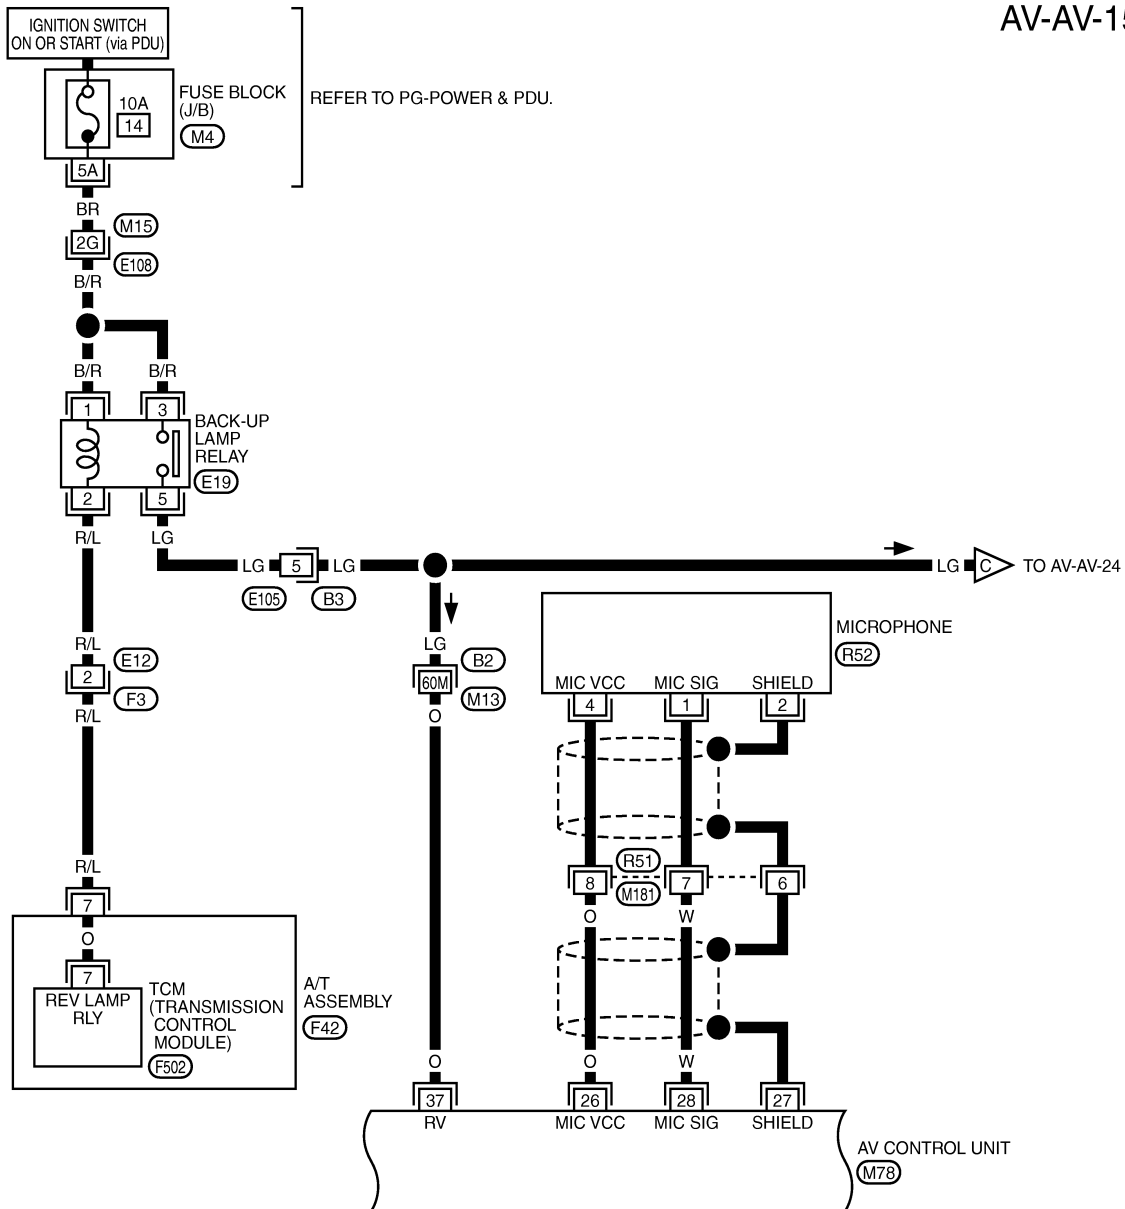 AV-AV-15
IGNITION SWITCH
ON OR START (via PDU)
FUSE BLOCK
(J/B)
M4
10A
14
REFER TO PG-POWER & PDU.
5A
BR
M15
2G
E108
B/R
B/R
B/R
1
3
BACK-UP
LAMP
RELAY
E19
2
5
R/L
LG
LG
5
LG
E105
B3
LG
C
TO AV-AV-24
R/L
E12
2
F3
R/L
LG
B2
60M
M13
O
MICROPHONE
R52
MIC VCC
MIC SIG
SHIELD
4
1
2
R51
M181
8
7
6
O
W
R/L
7
O
7
REV LAMP
RLY
TCM
(TRANSMISSION
CONTROL
MODULE)
F502
A/T
ASSEMBLY
F42
O
O
W
37
26
28
27
RV
MIC VCC
MIC SIG
SHIELD
AV CONTROL UNIT
M78